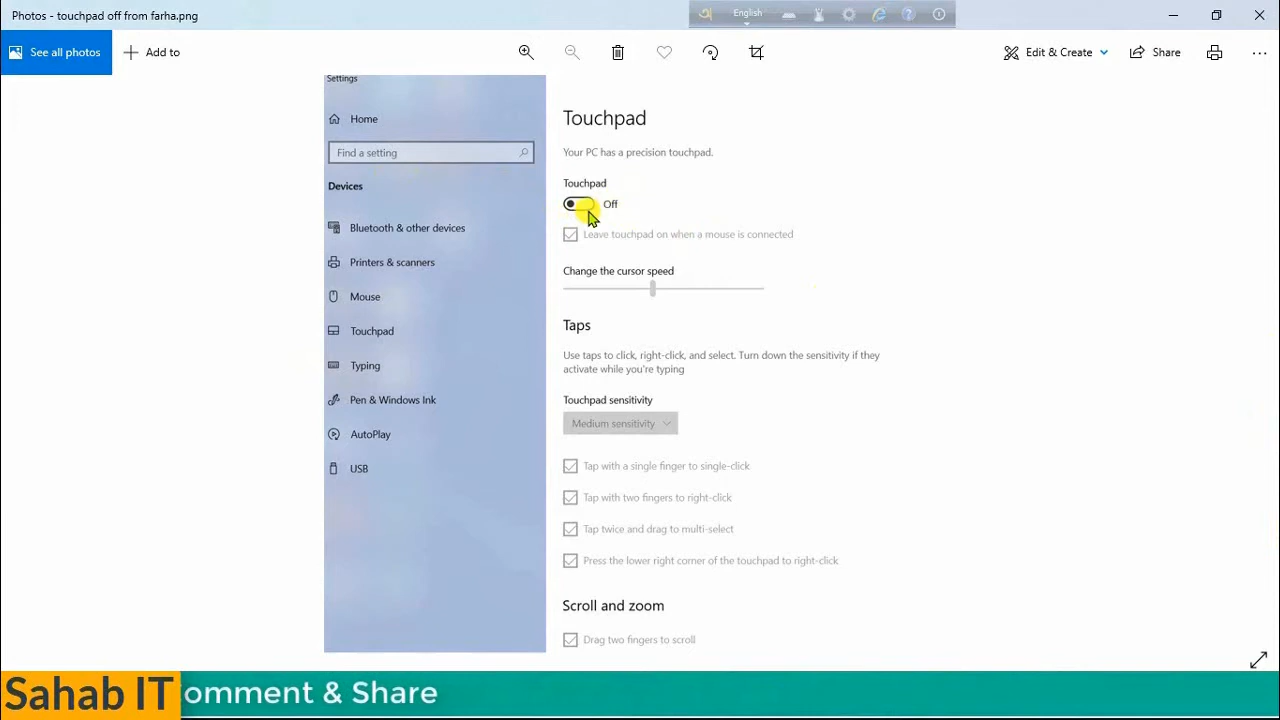 Photos - touchpad off from farha.png
English
See all photos
Add to
Edit & Create
Share
Settings
Home
Find a setting
Devices
Bluetooth & other devices
Printers & scanners
Mouse
Touchpad
Typing
Pen & Windows Ink
AutoPlay
USB
Touchpad
Your PC has a precision touchpad.
Touchpad
Off
Leave touchpad on when a mouse is connected
Change the cursor speed
Taps
Use taps to click, right-click, and select. Turn down the sensitivity if they
activate while you're typing
Touchpad sensitivity
Medium sensitivity
Tap with a single finger to single-click
Tap with two fingers to right-click
Tap twice and drag to multi-select
Press the lower right corner of the touchpad to right-click
Scroll and zoom
Drag two fingers to scroll
Sahab IT
omment & Share